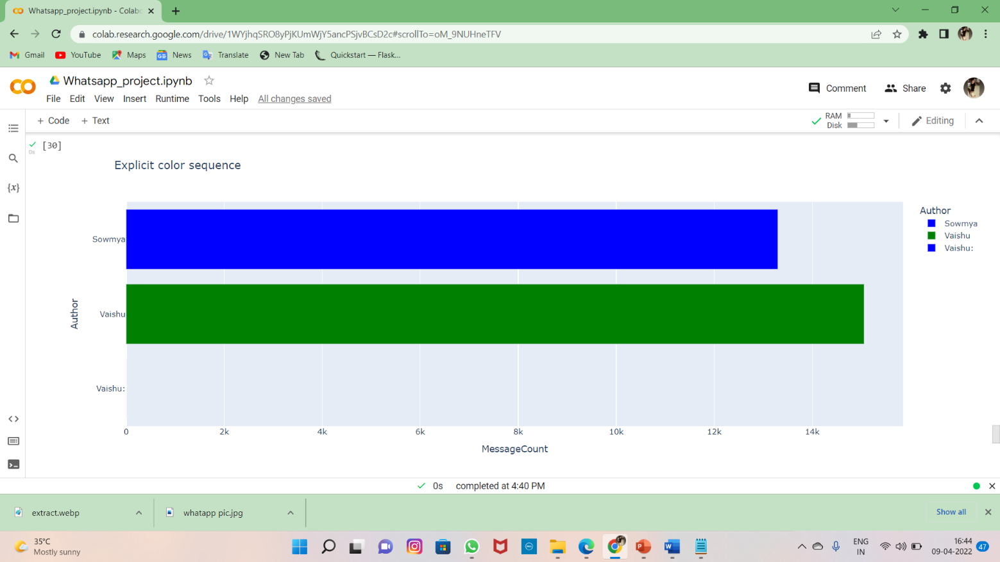 Whatsapp_project.ipynb - Colab
colab.research.google.com/drive/1WYjhqSRO8yPjKUmWjY5ancPSjvBCsD2c#scrollTo=oM_9NUHneTFV
Gmail YouTube Maps News Translate New Tab Quickstart — Flask...
Whatsapp_project.ipynb
Comment Share
File Edit View Insert Runtime Tools Help All changes saved
+ Code + Text
RAM
Disk
Editing
[30]
0s
{x}
Explicit color sequence
Author
Sowmya
Vaishu
Vaishu:
Sowmya
Vaishu
Vaishu:
Author
0 2k 4k 6k 8k 10k 12k 14k
MessageCount
0s completed at 4:40 PM
extract.webp
whatapp pic.jpg
Show all
35°C
Mostly sunny
ENG
IN
16:44
09-04-2022
47